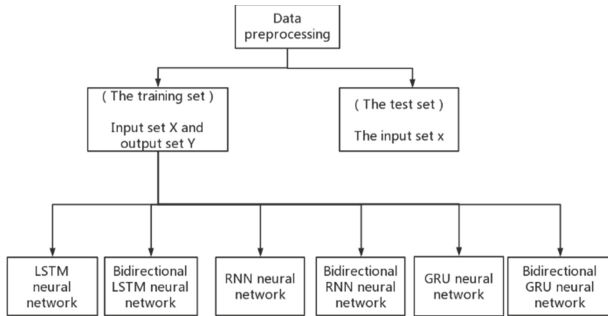 Data
preprocessing
( The training set )
Input set X and
output set Y
( The test set )
The input set x
LSTM
neural
network
Bidirectional
LSTM neural
network
RNN neural
network
Bidirectional
RNN neural
network
GRU neural
network
Bidirectional
GRU neural
network